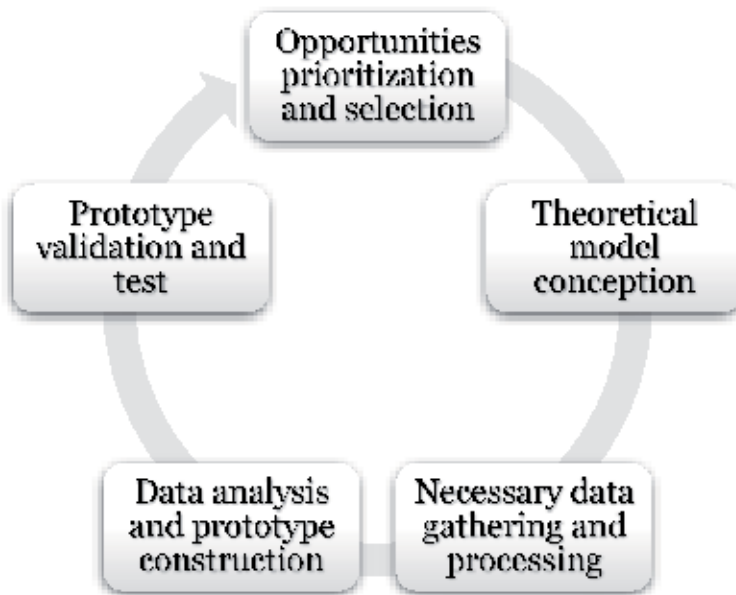 Opportunities
prioritization
and selection
Theoretical
model
conception
Necessary data
gathering and
processing
Data analysis
and prototype
construction
Prototype
validation and
test